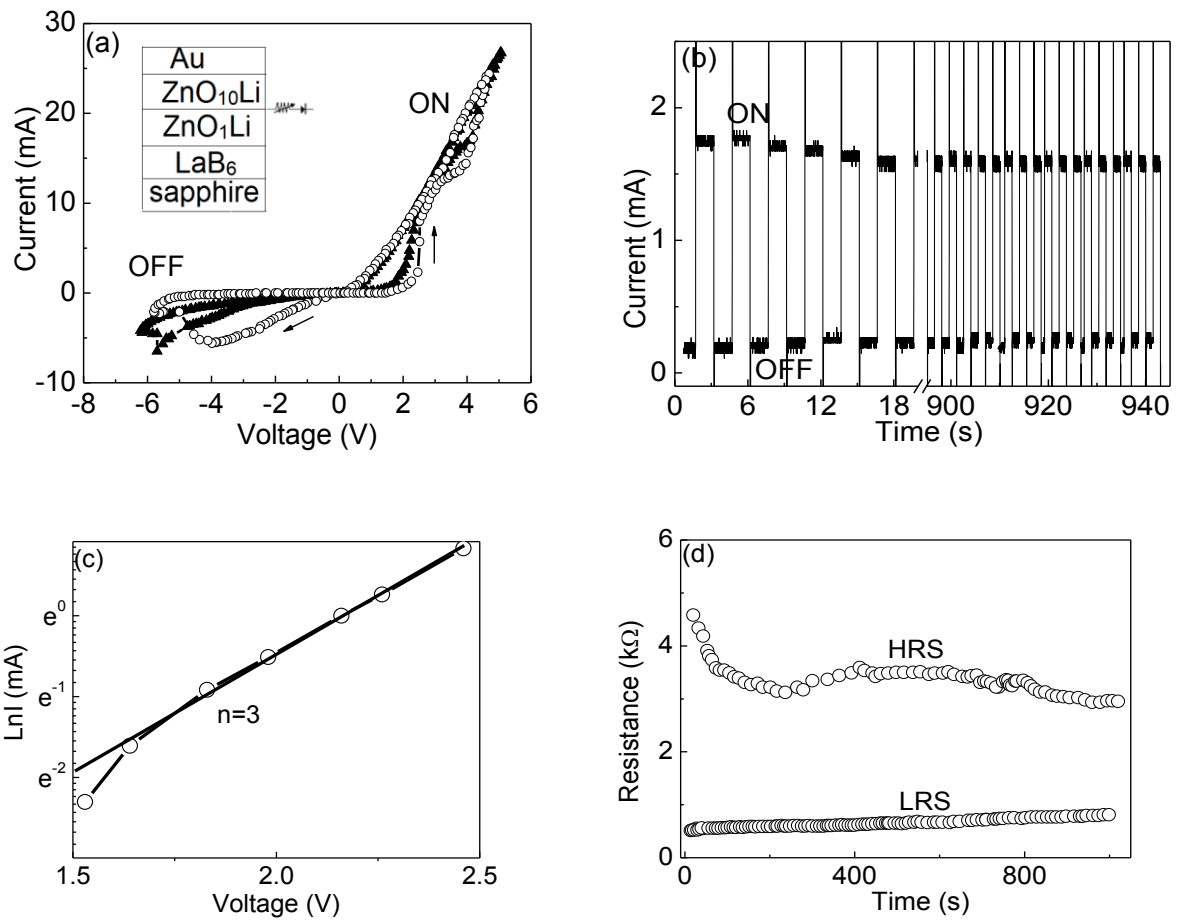 (a)
30
20
10
0
-10
Current (mA)
Au
ZnO₁₀Li
ZnO₁Li
LaB₆
sapphire
ON
OFF
-8 -6 -4 -2 0 2 4 6
Voltage (V)
(b)
2
1
0
Current (mA)
ON
OFF
0 6 12 18 900 920 940
Time (s)
(c)
e⁰
e⁻¹
e⁻²
LnI (mA)
n=3
1.5 2.0 2.5
Voltage (V)
(d)
6
4
2
0
Resistance (kΩ)
HRS
LRS
0 400 800
Time (s)